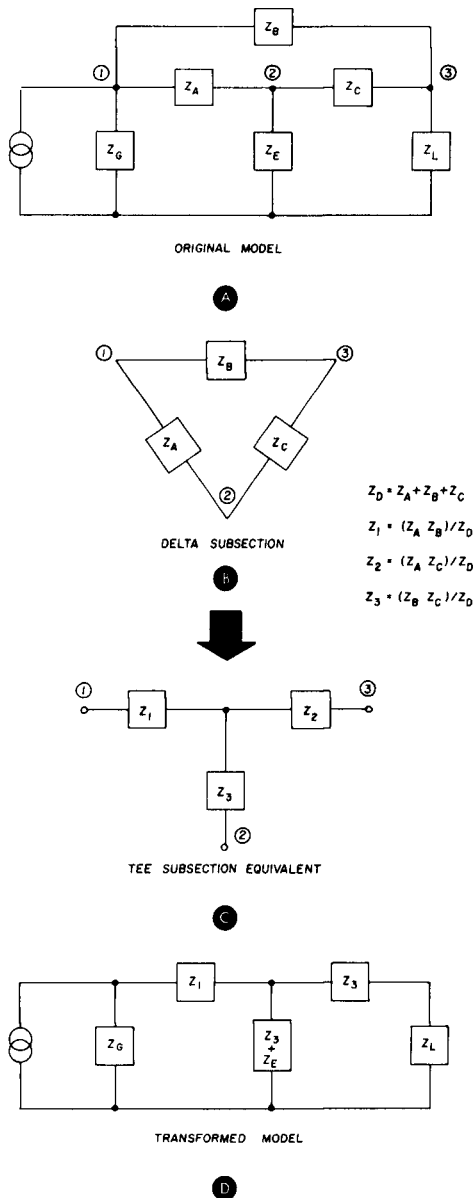 Z_B
① ② ③
Z_A Z_C
Z_G Z_E Z_L
ORIGINAL MODEL
A
① ③
Z_B
Z_A Z_C
②
DELTA SUBSECTION
B
Z_D = Z_A + Z_B + Z_C
Z_1 = (Z_A Z_B)/Z_D
Z_2 = (Z_A Z_C)/Z_D
Z_3 = (Z_B Z_C)/Z_D
① ③
Z_1 Z_2
Z_3
②
TEE SUBSECTION EQUIVALENT
C
Z_1 Z_3
Z_G Z_3 + Z_E Z_L
TRANSFORMED MODEL
D